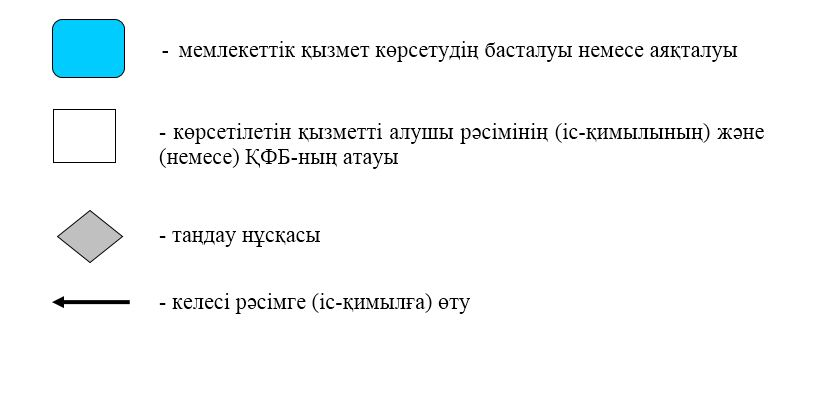 - мемлекеттік қызмет көрсетудің басталуы немесе аяқталуы
- көрсетілетін қызметті алушы рәсімінің (іс-қимылының) және
(немесе) ҚФБ-ның атауы
- таңдау нұсқасы
- келесі рәсімге (іс-қимылға) өту